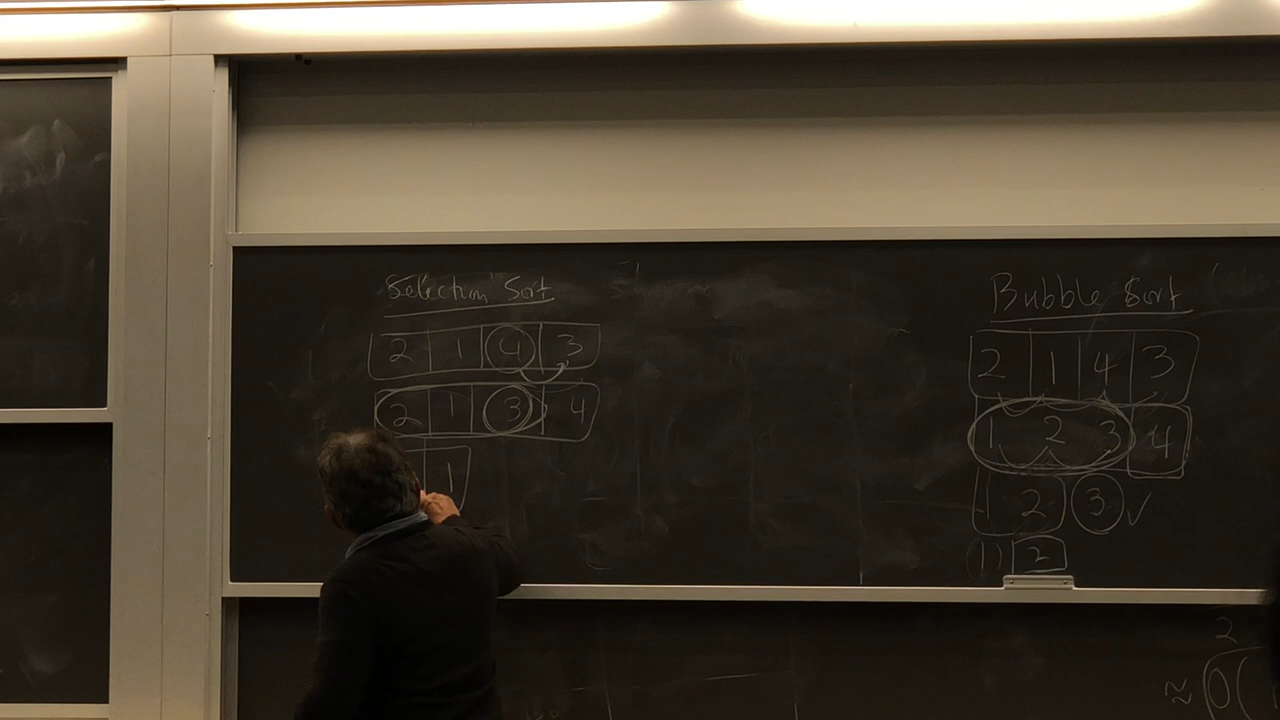 Selection Sort
2 1 4 3
2 1 3 4
1
Bubble Sort
2 1 4 3
1 2 3 4
1 2 3 ✓
(1) 2
2
≈ O(